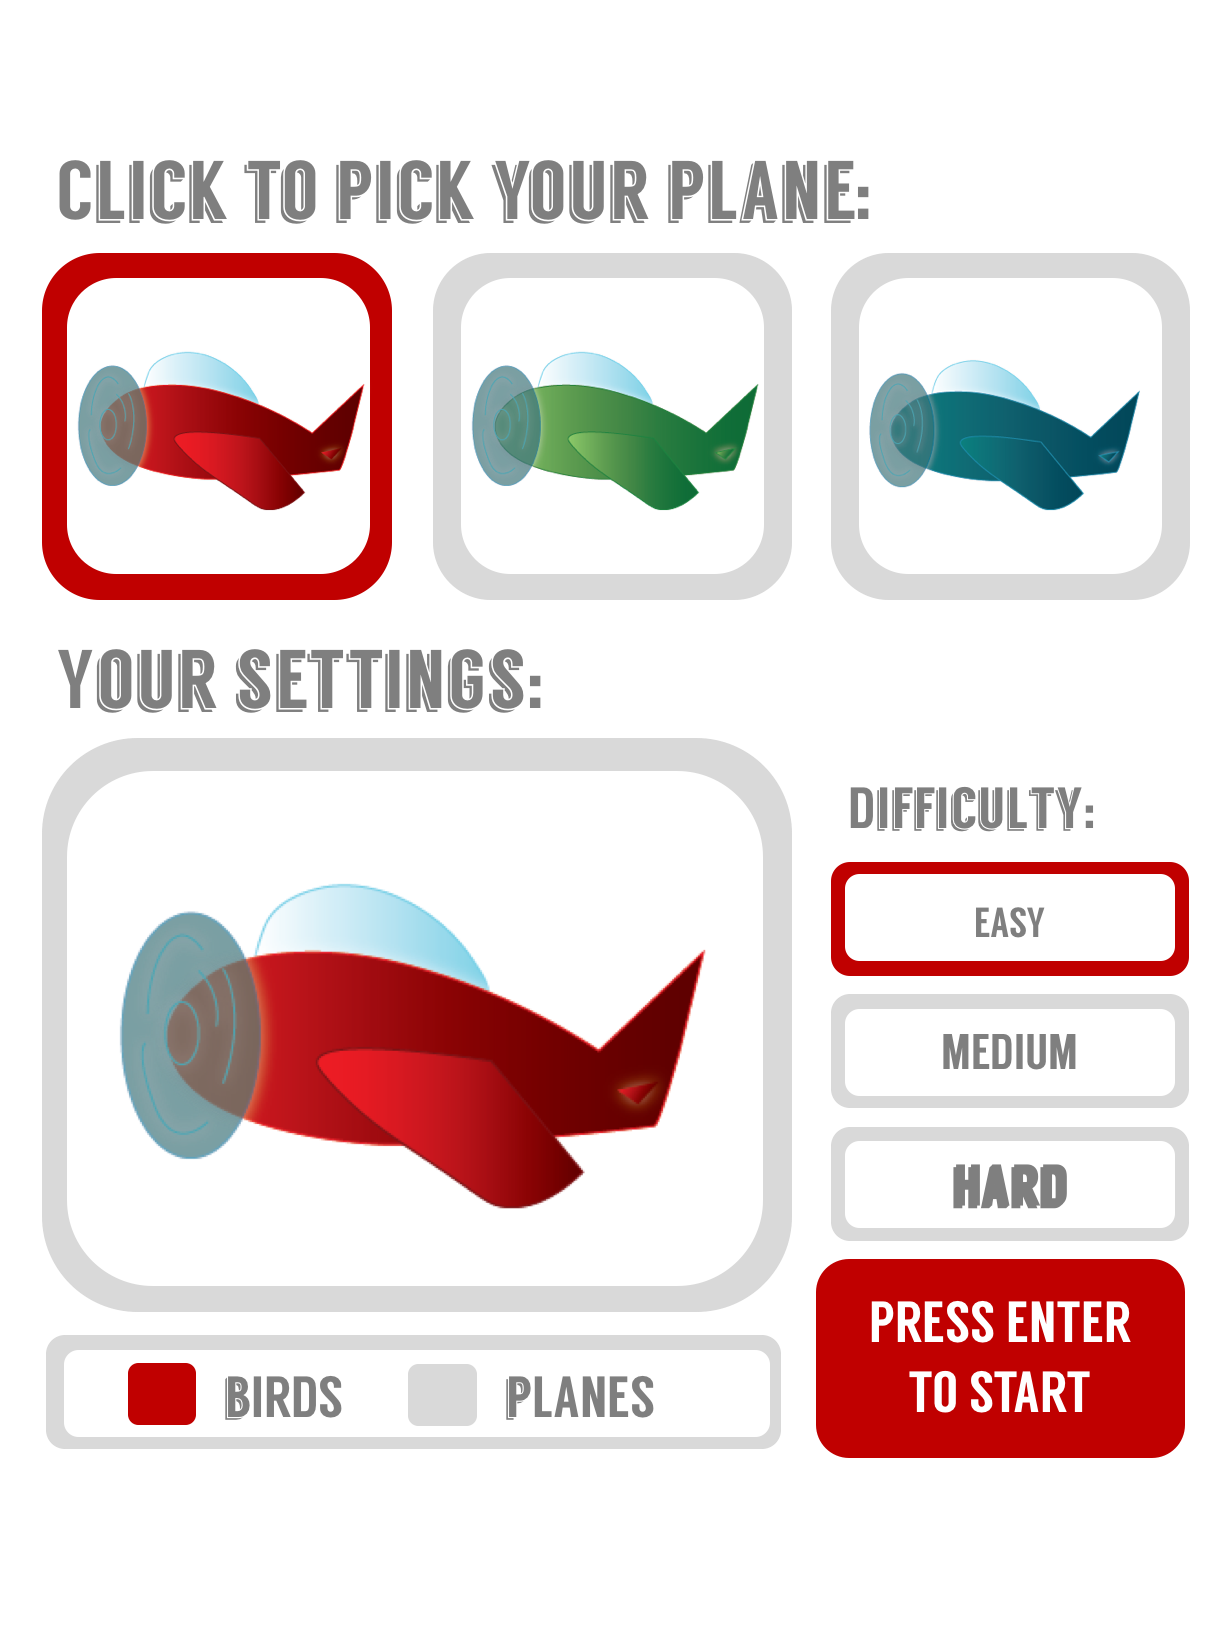 CLICK TO PICK YOUR PLANE:
YOUR SETTINGS:
DIFFICULTY:
EASY
MEDIUM
HARD
PRESS ENTER
TO START
BIRDS PLANES